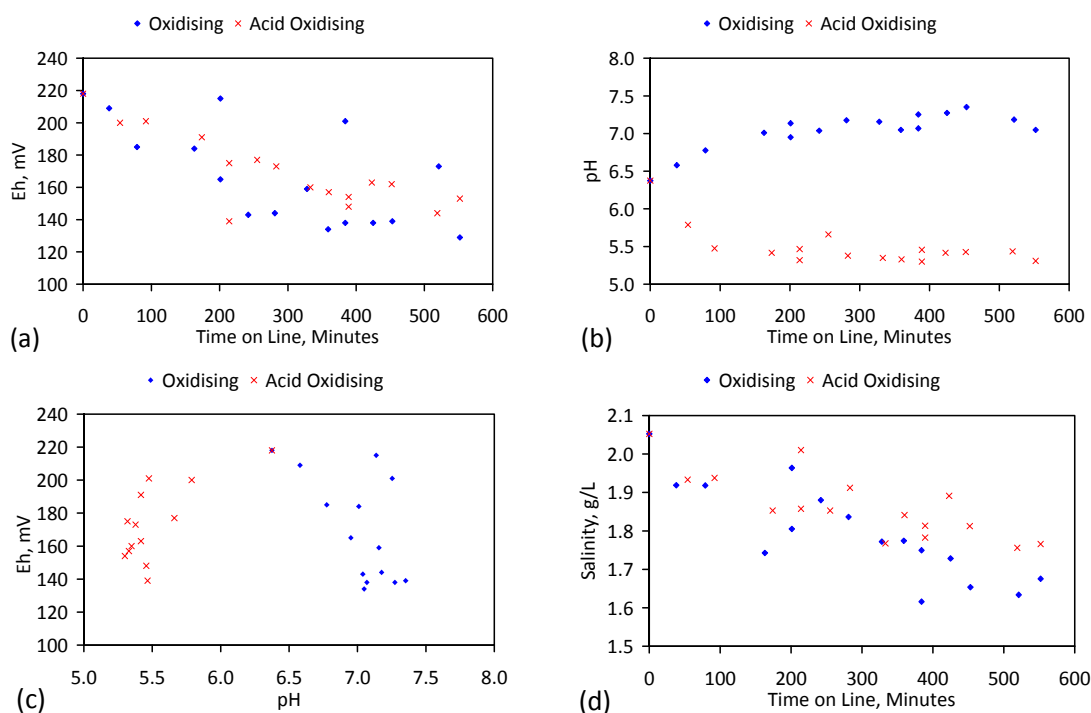 Oxidising Acid Oxidising
240
220
200
180
160
140
120
100
0 100 200 300 400 500 600
Eh, mV
Time on Line, Minutes
(a)
Oxidising Acid Oxidising
8.0
7.5
7.0
6.5
6.0
5.5
5.0
0 100 200 300 400 500 600
pH
Time on Line, Minutes
(b)
Oxidising Acid Oxidising
240
220
200
180
160
140
120
100
5.0 5.5 6.0 6.5 7.0 7.5 8.0
Eh, mV
pH
(c)
Oxidising Acid Oxidising
2.1
2.0
1.9
1.8
1.7
1.6
1.5
0 100 200 300 400 500 600
Salinity, g/L
Time on Line, Minutes
(d)